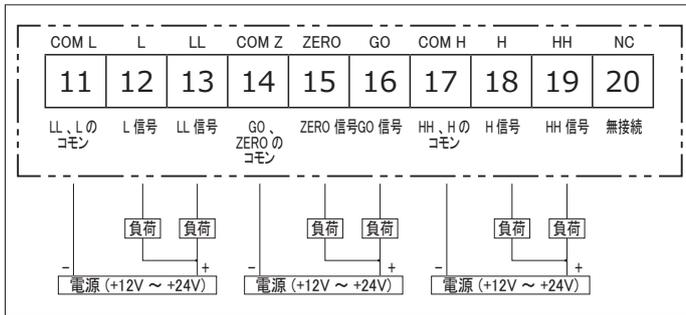 COM L L LL COM Z ZERO GO COM H H HH NC
11 12 13 14 15 16 17 18 19 20
LL 、L の
コモン
L 信号
LL 信号
GO 、
ZERO の
コモン
ZERO 信号
GO 信号
HH 、H の
コモン
H 信号
HH 信号
無接続
負荷 負荷 負荷 負荷 負荷 負荷
- + - + - +
電源 (+12V ～ +24V) 電源 (+12V ～ +24V) 電源 (+12V ～ +24V)